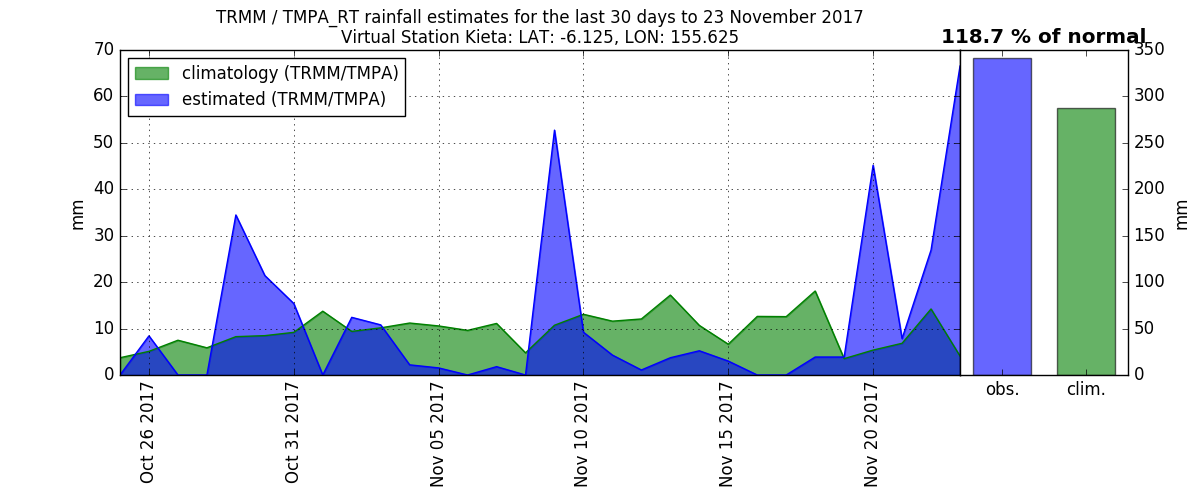 TRMM / TMPA_RT rainfall estimates for the last 30 days to 23 November 2017
Virtual Station Kieta: LAT: -6.125, LON: 155.625
118.7 % of normal
climatology (TRMM/TMPA)
estimated (TRMM/TMPA)
mm
70
60
50
40
30
20
10
0
Oct 26 2017
Oct 31 2017
Nov 05 2017
Nov 10 2017
Nov 15 2017
Nov 20 2017
obs.
clim.
350
300
250
200
150
100
50
0
mm